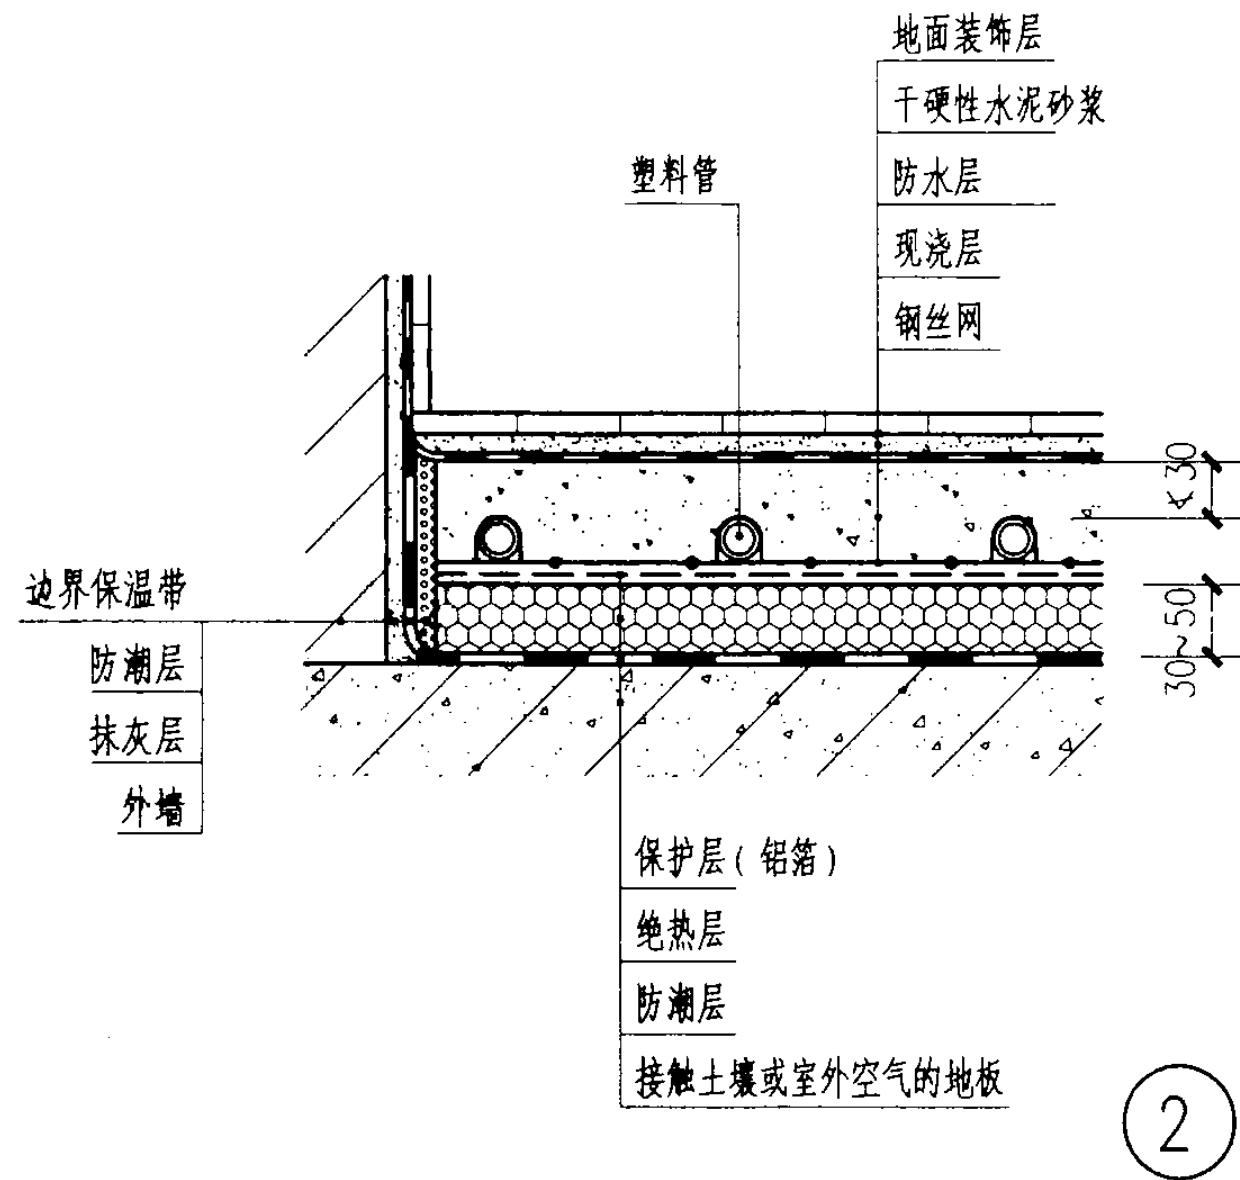 地面装饰层
干硬性水泥砂浆
防水层
现浇层
钢丝网
塑料管
≮30
30~50
边界保温带
防潮层
抹灰层
外墙
保护层(铝箔)
绝热层
防潮层
接触土壤或室外空气的地板
2